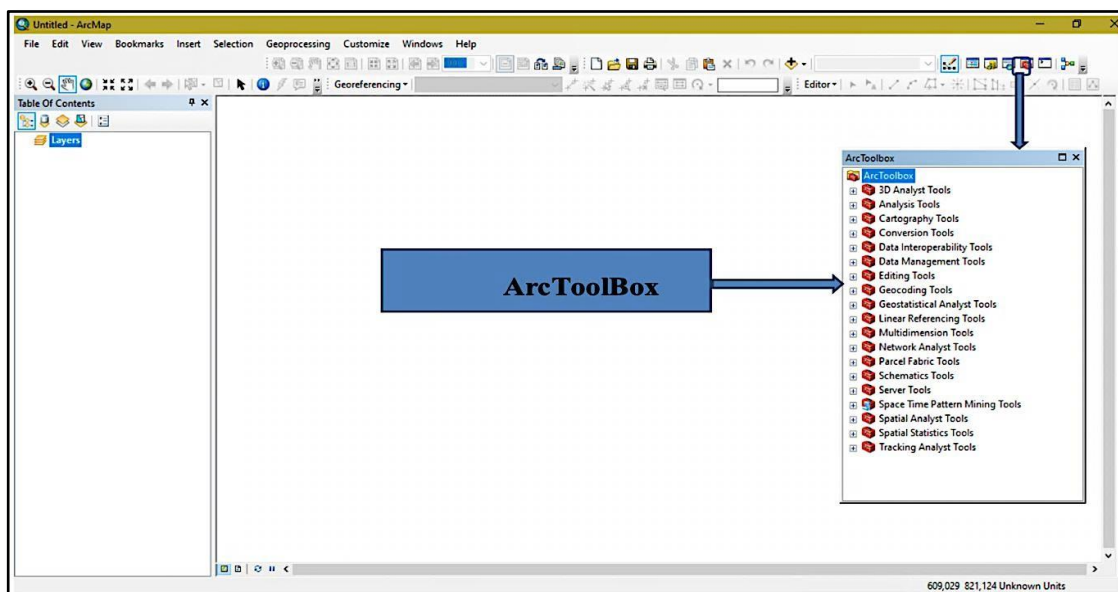 Untitled - ArcMap
File Edit View Bookmarks Insert Selection Geoprocessing Customize Windows Help
Georeferencing
Editor
Table Of Contents
Layers
ArcToolbox
ArcToolbox
3D Analyst Tools
Analysis Tools
Cartography Tools
Conversion Tools
Data Interoperability Tools
Data Management Tools
Editing Tools
Geocoding Tools
Geostatistical Analyst Tools
Linear Referencing Tools
Multidimension Tools
Network Analyst Tools
Parcel Fabric Tools
Schematics Tools
Server Tools
Space Time Pattern Mining Tools
Spatial Analyst Tools
Spatial Statistics Tools
Tracking Analyst Tools
ArcToolBox
609,029 821,124 Unknown Units